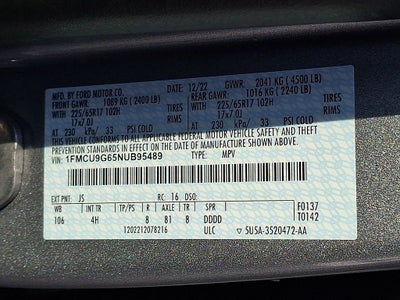 MFD. BY FORD MOTOR CO. 12/22 GVWR: 2041 KG (4500 LB)
FRONT GAWR: 1089 KG (2400 LB) REAR GAWR: 1016 KG (2240 LB)
WITH 225/65R17 102H WITH 225/65R17 102H
17x7.0J 17x7.0J
AT 230 kPa/ 33 PSI COLD AT 230 kPa/ 33 PSI COLD
THIS VEHICLE CONFORMS TO ALL APPLICABLE FEDERAL MOTOR VEHICLE SAFETY, BUMPER, AND THEFT
PREVENTION STANDARDS IN EFFECT ON THE DATE OF MANUFACTURE SHOWN ABOVE.
VIN: 1FMCU9G65NUB95489 TYPE: MPV
EXT PNT: JS RC: 16 DSO: F0137
WB INT TR TP/PS R AXLE TR SPR T0142
106 4H 8 81 8 DDDD
1202212078216 ULC 5U5A-3520472-AA